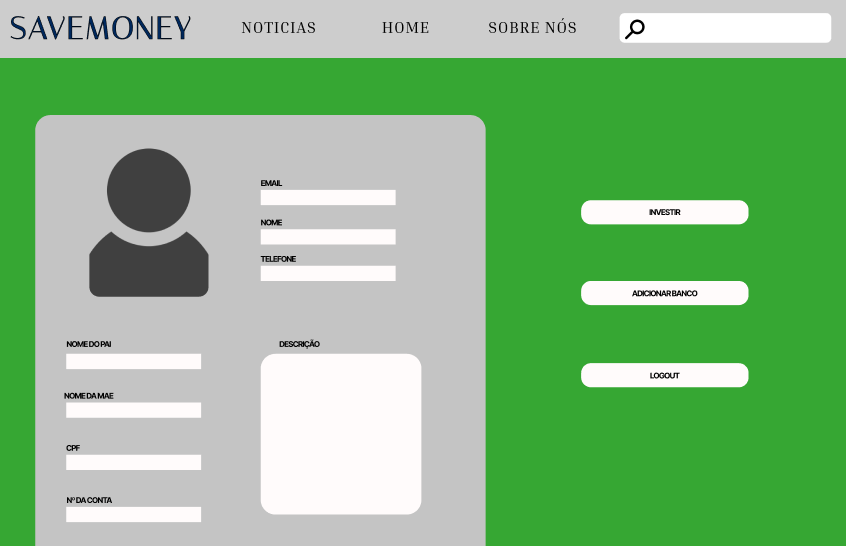 SAVEMONEY
NOTICIAS
HOME
SOBRE NÓS
EMAIL
NOME
TELEFONE
NOME DO PAI
NOME DA MAE
CPF
Nº DA CONTA
DESCRIÇÃO
INVESTIR
ADICIONAR BANCO
LOGOUT